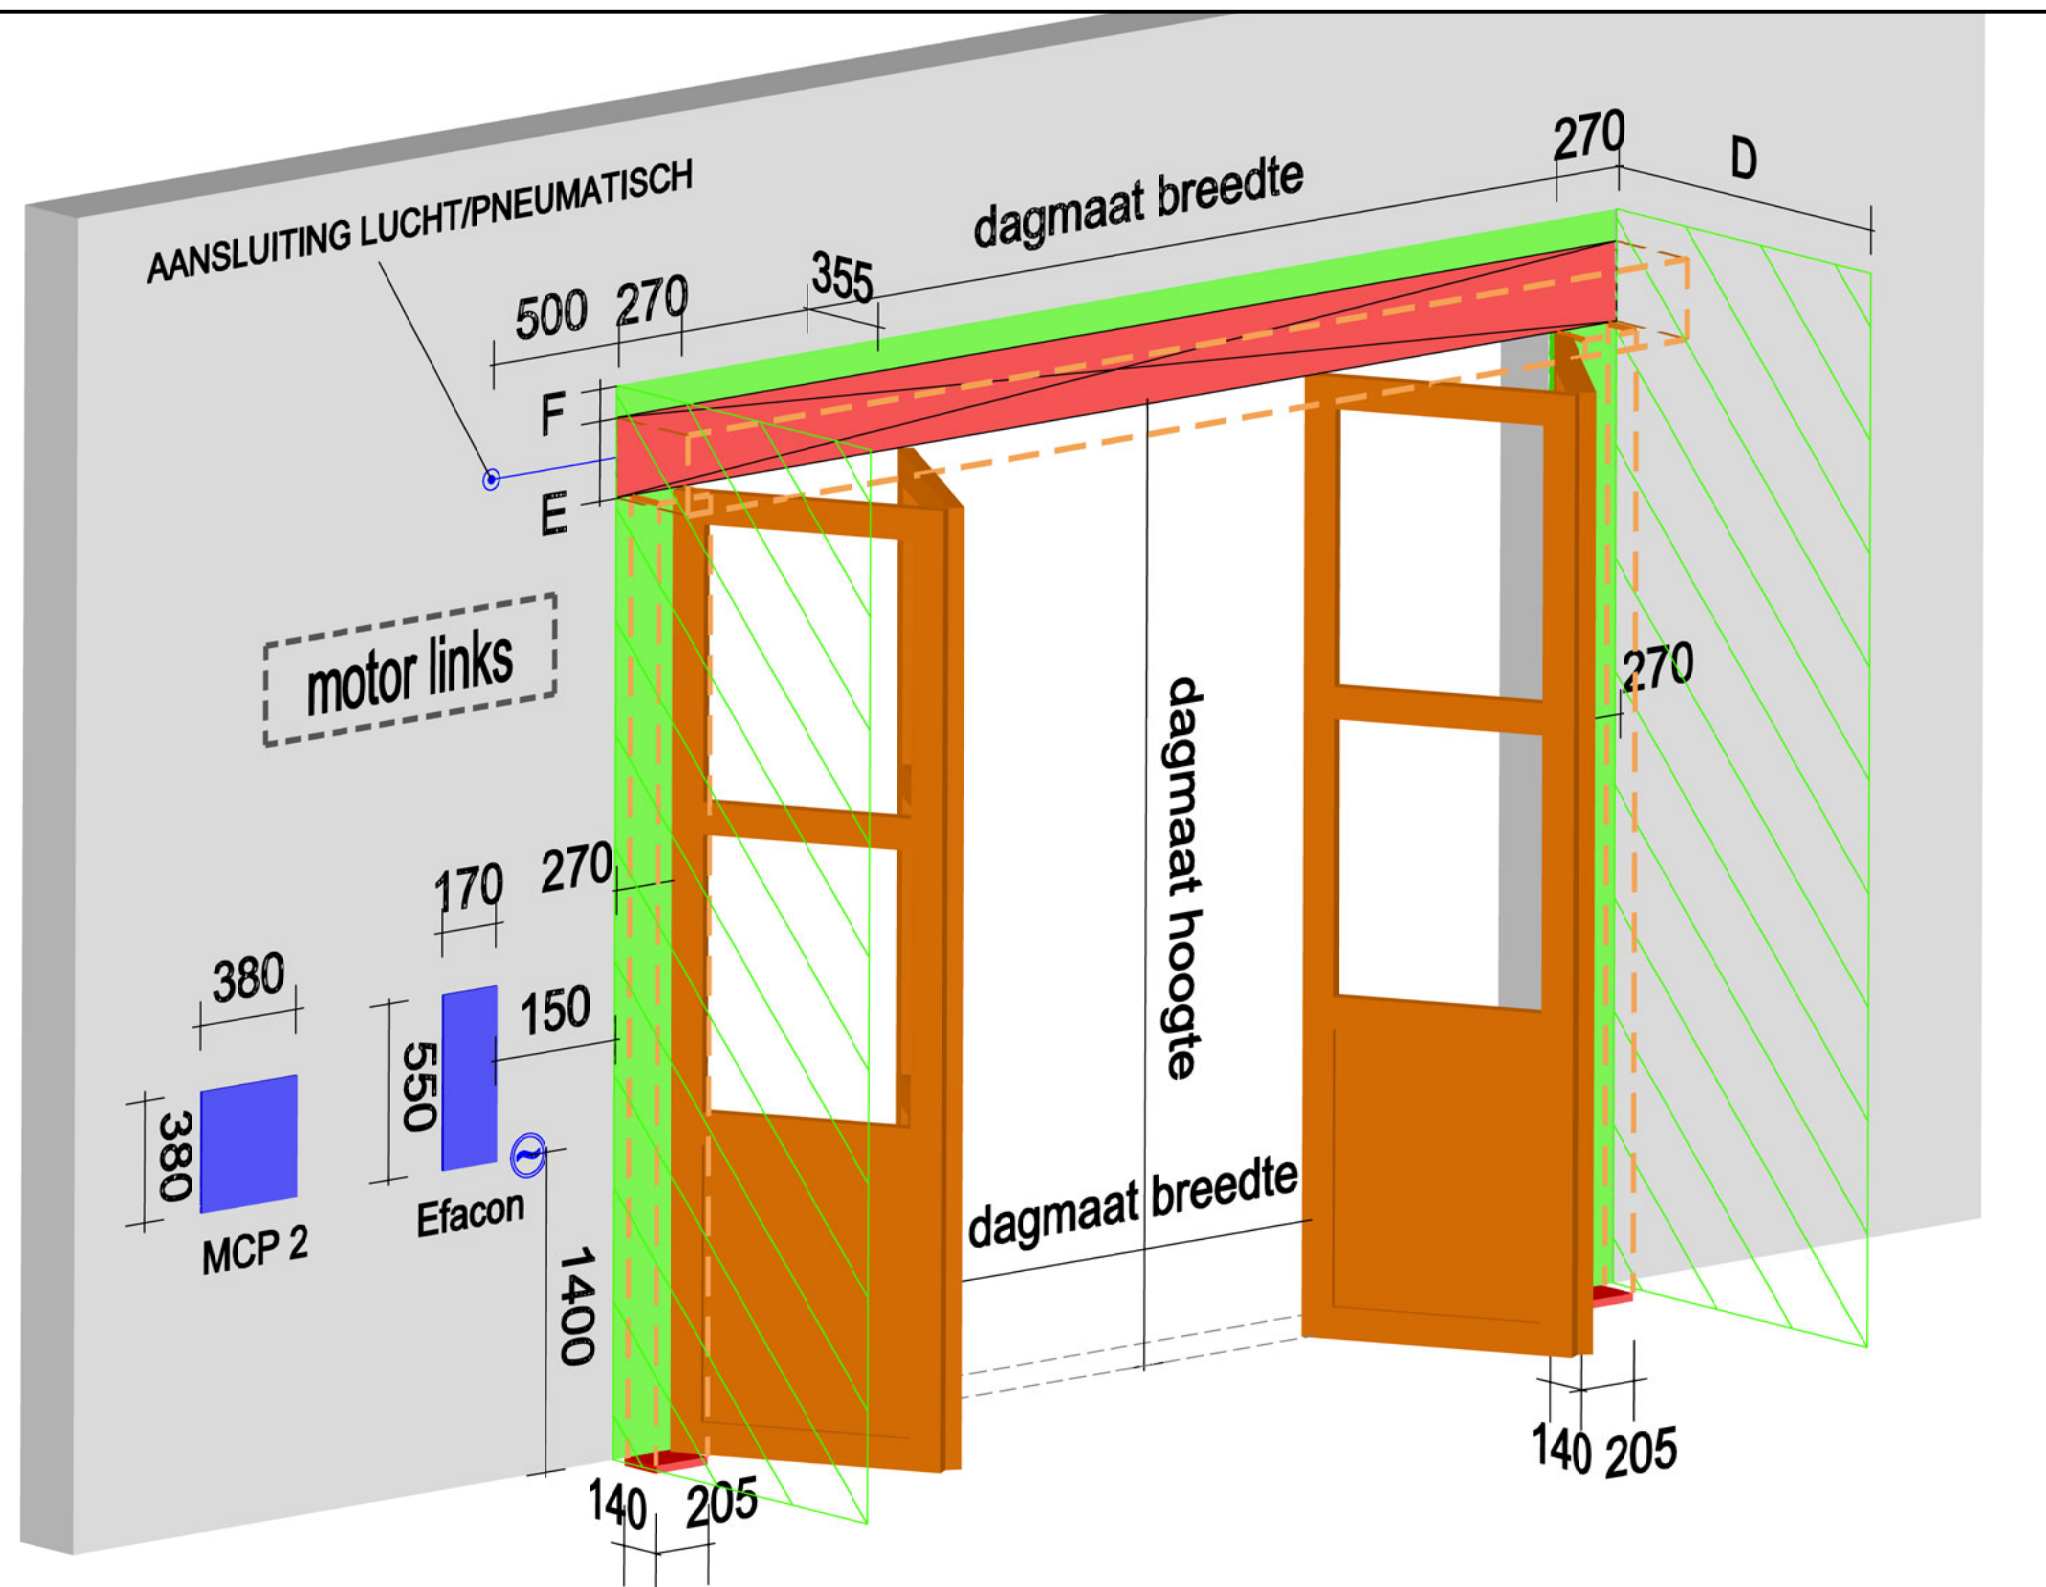 270
D
dagmaat breedte
AANSLUITING LUCHT/PNEUMATISCH
355
500
270
F
E
motor links
270
dagmaat hoogte
270
170
380
150
550
380
Efacon
MCP 2
dagmaat breedte
1400
140
205
140
205